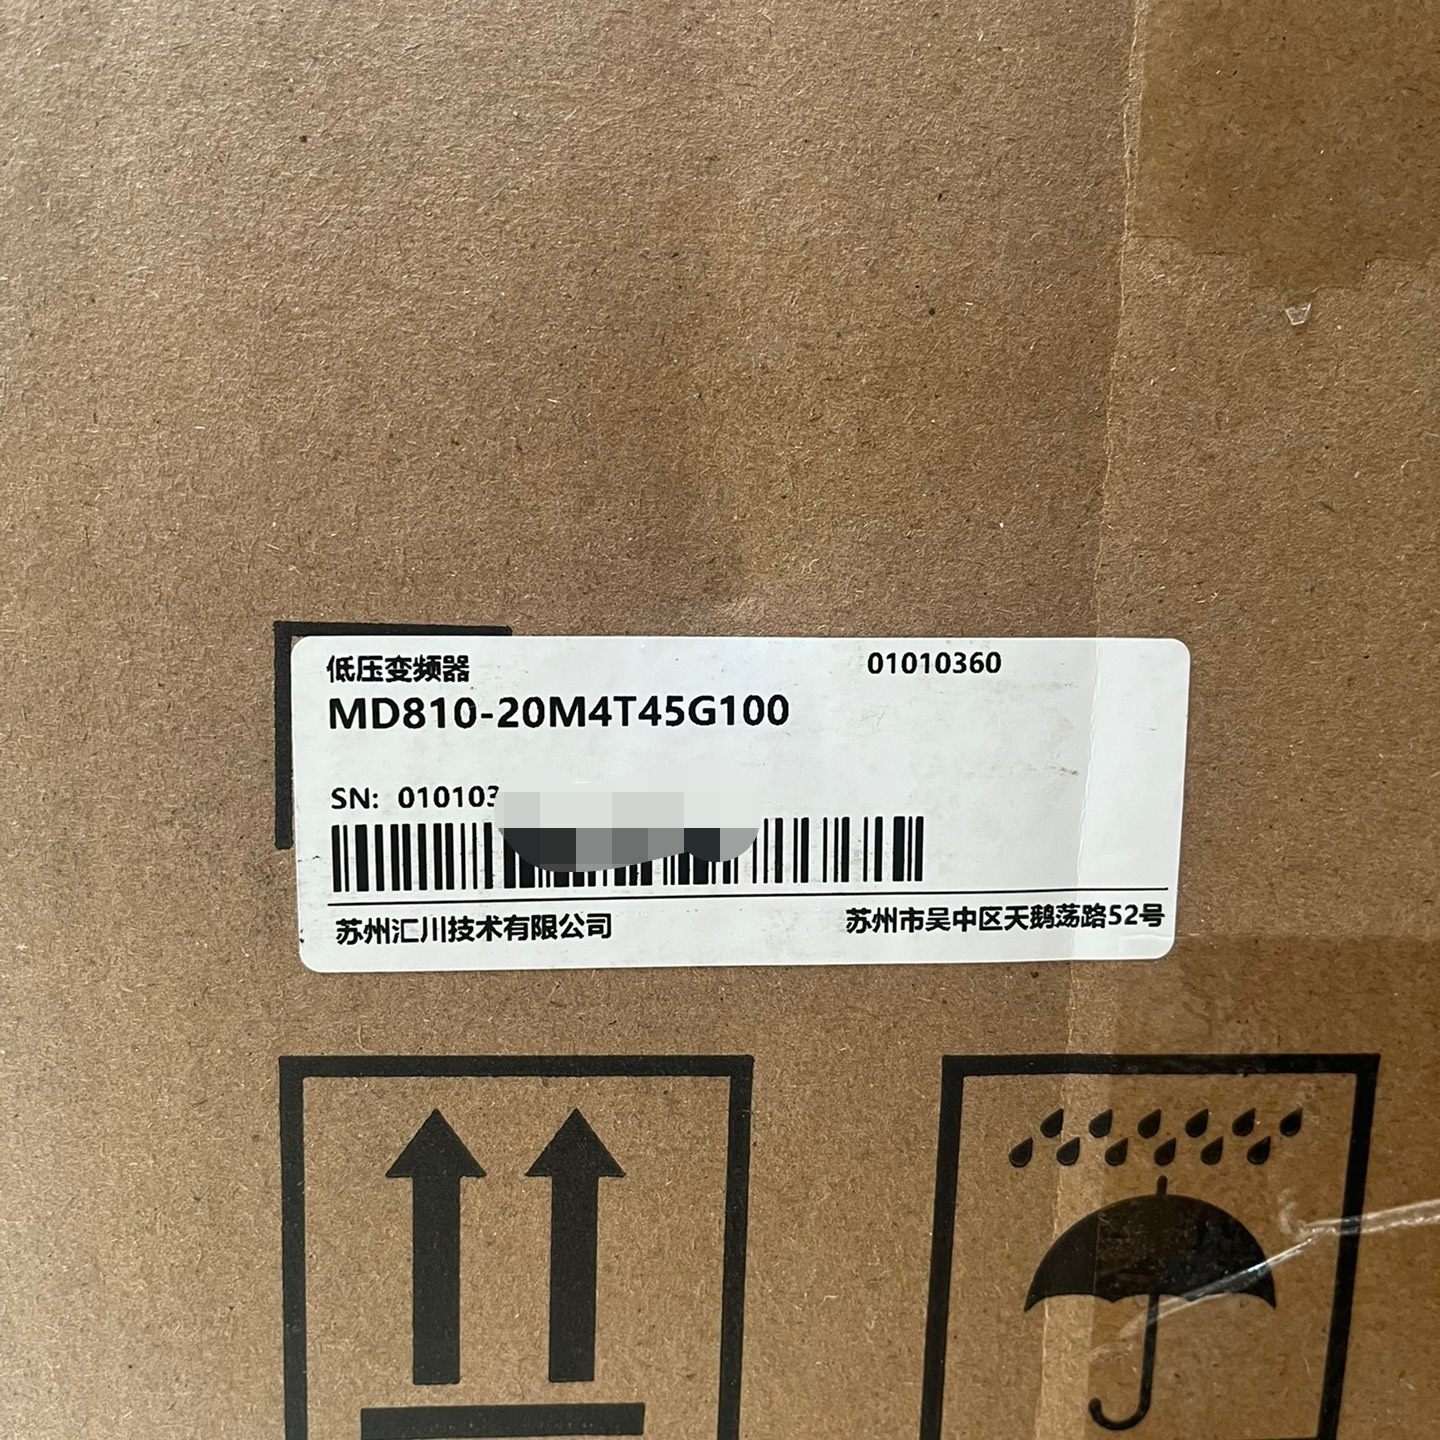 低压变频器 01010360
MD810-20M4T45G100
SN: 010103
苏州汇川技术有限公司 苏州市吴中区天鹅荡路52号